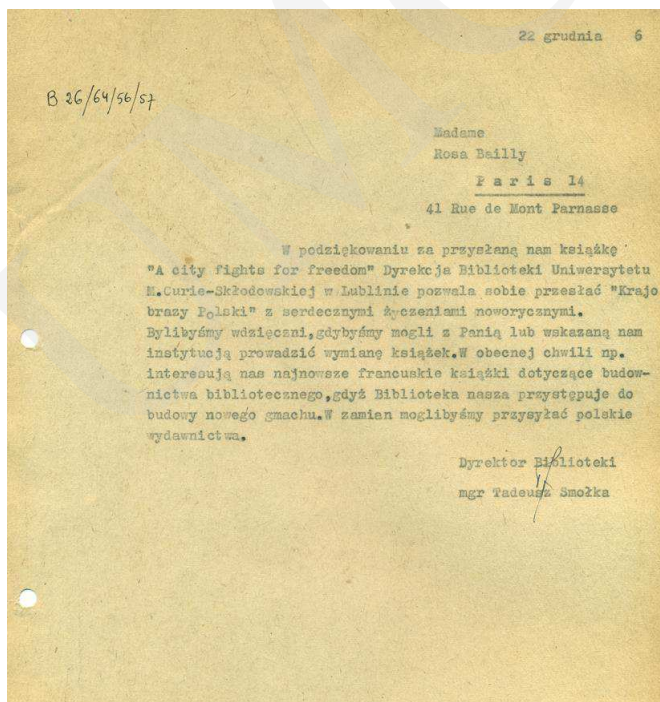 22 grudnia 6
B 26/64/56/57
Madame
Rosa Bailly
P a r i s 14
41 Rue de Mont Parnasse
W podziękowaniu za przysłaną nam książkę
"A city fights for freedom" Dyrekcja Biblioteki Uniwersytetu
M.Curie-Skłodowskiej w Lublinie pozwala sobie przesłać "Krajo
brazy Polski" z serdecznymi życzeniami noworycznymi.
Bylibyśmy wdzięczni,gdybyśmy mogli z Panią lub wskazaną nam
instytucją prowadzić wymianę książek.W obecnej chwili np.
interesują nas najnowsze francuskie książki dotyczące budow-
nictwa bibliotecznego,gdyż Biblioteka nasza przystępuje do
budowy nowego gmachu.W zamian moglibyśmy przysyłać polskie
wydawnictwa.
Dyrektor Biblioteki
mgr Tadeusz Smołka